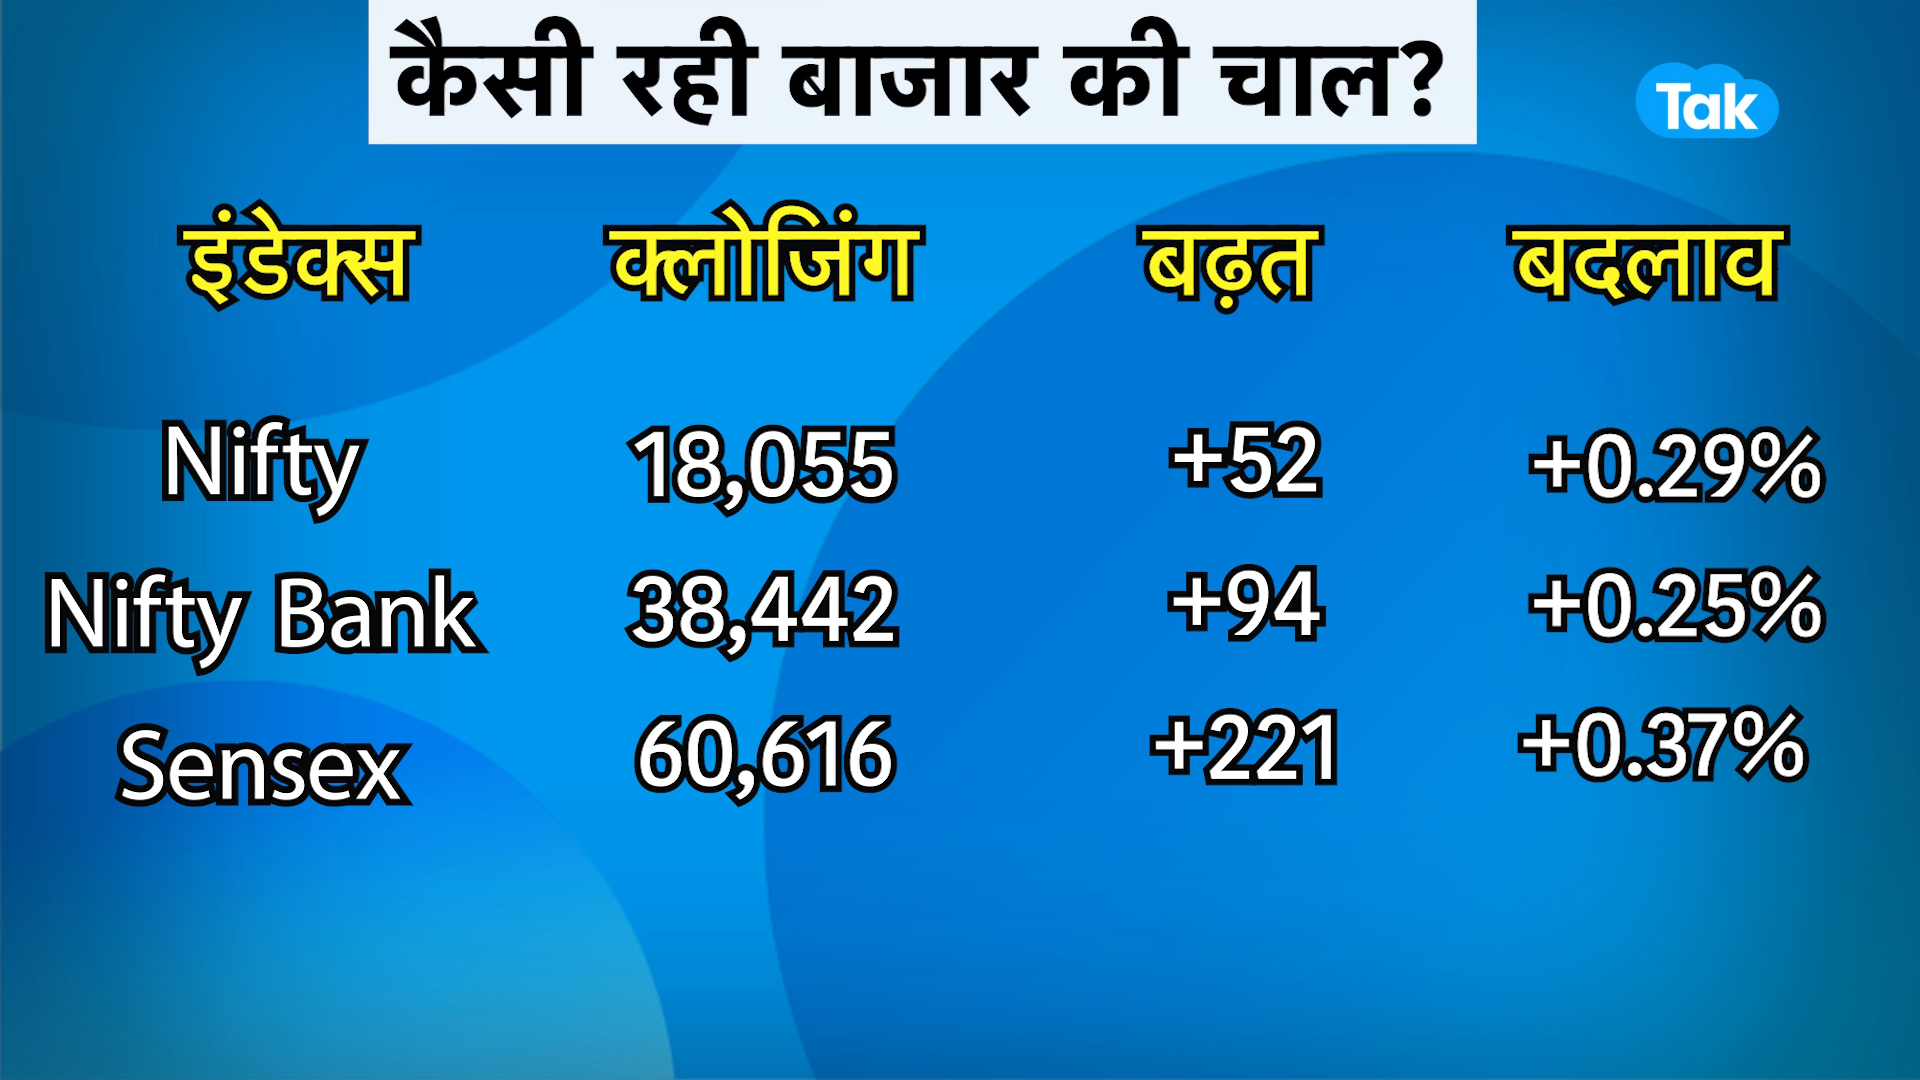 कैसी रही बाजार की चाल?
Tak
इंडेक्स क्लोजिंग बढ़त बदलाव
Nifty 18,055 +52 +0.29%
Nifty Bank 38,442 +94 +0.25%
Sensex 60,616 +221 +0.37%